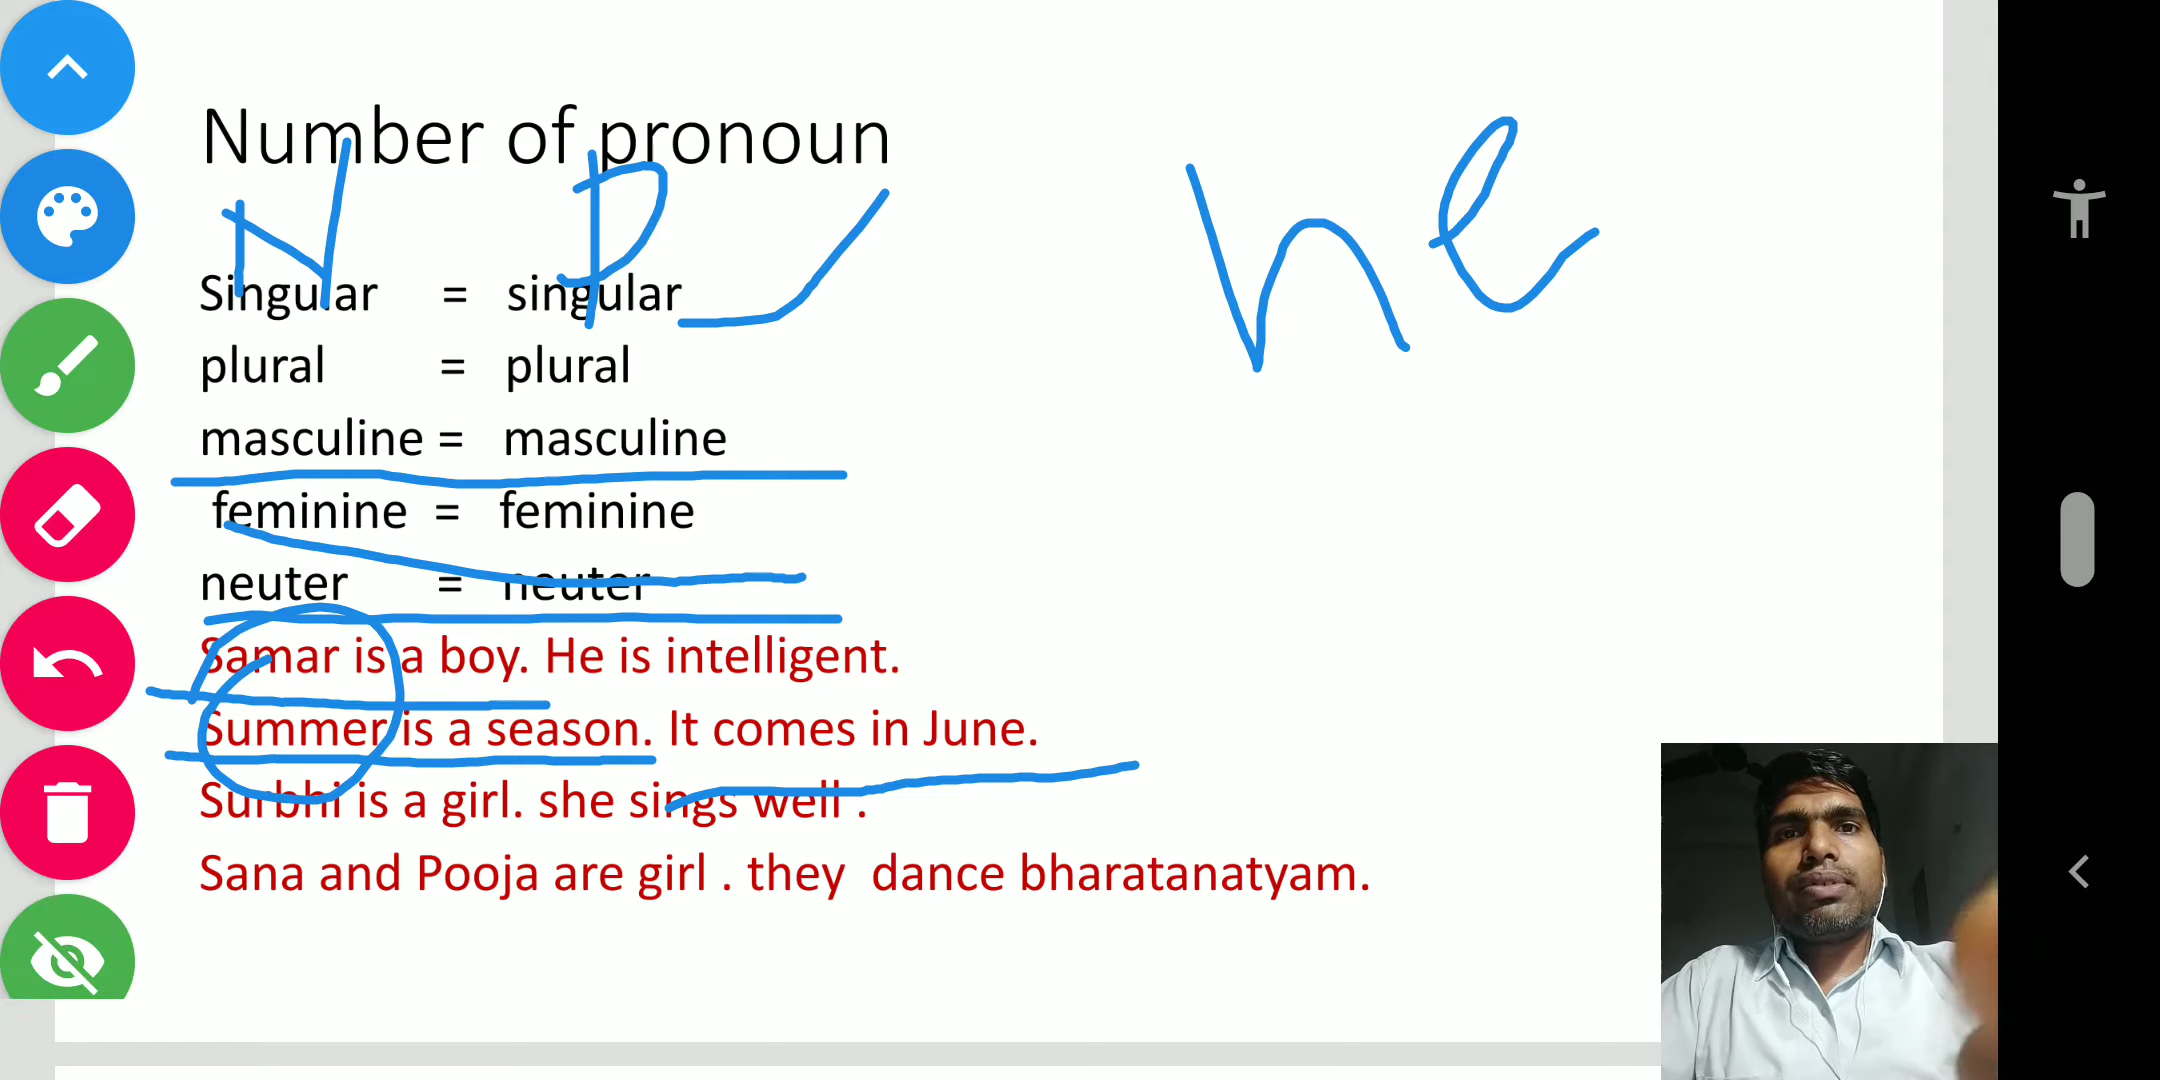 Number of pronoun
he
N P
Singular = singular
plural = plural
masculine = masculine
feminine = feminine
neuter = neuter
Samar is a boy. He is intelligent.
Summer is a season. It comes in June.
Surbhi is a girl. she sings well .
Sana and Pooja are girl . they dance bharatanatyam.